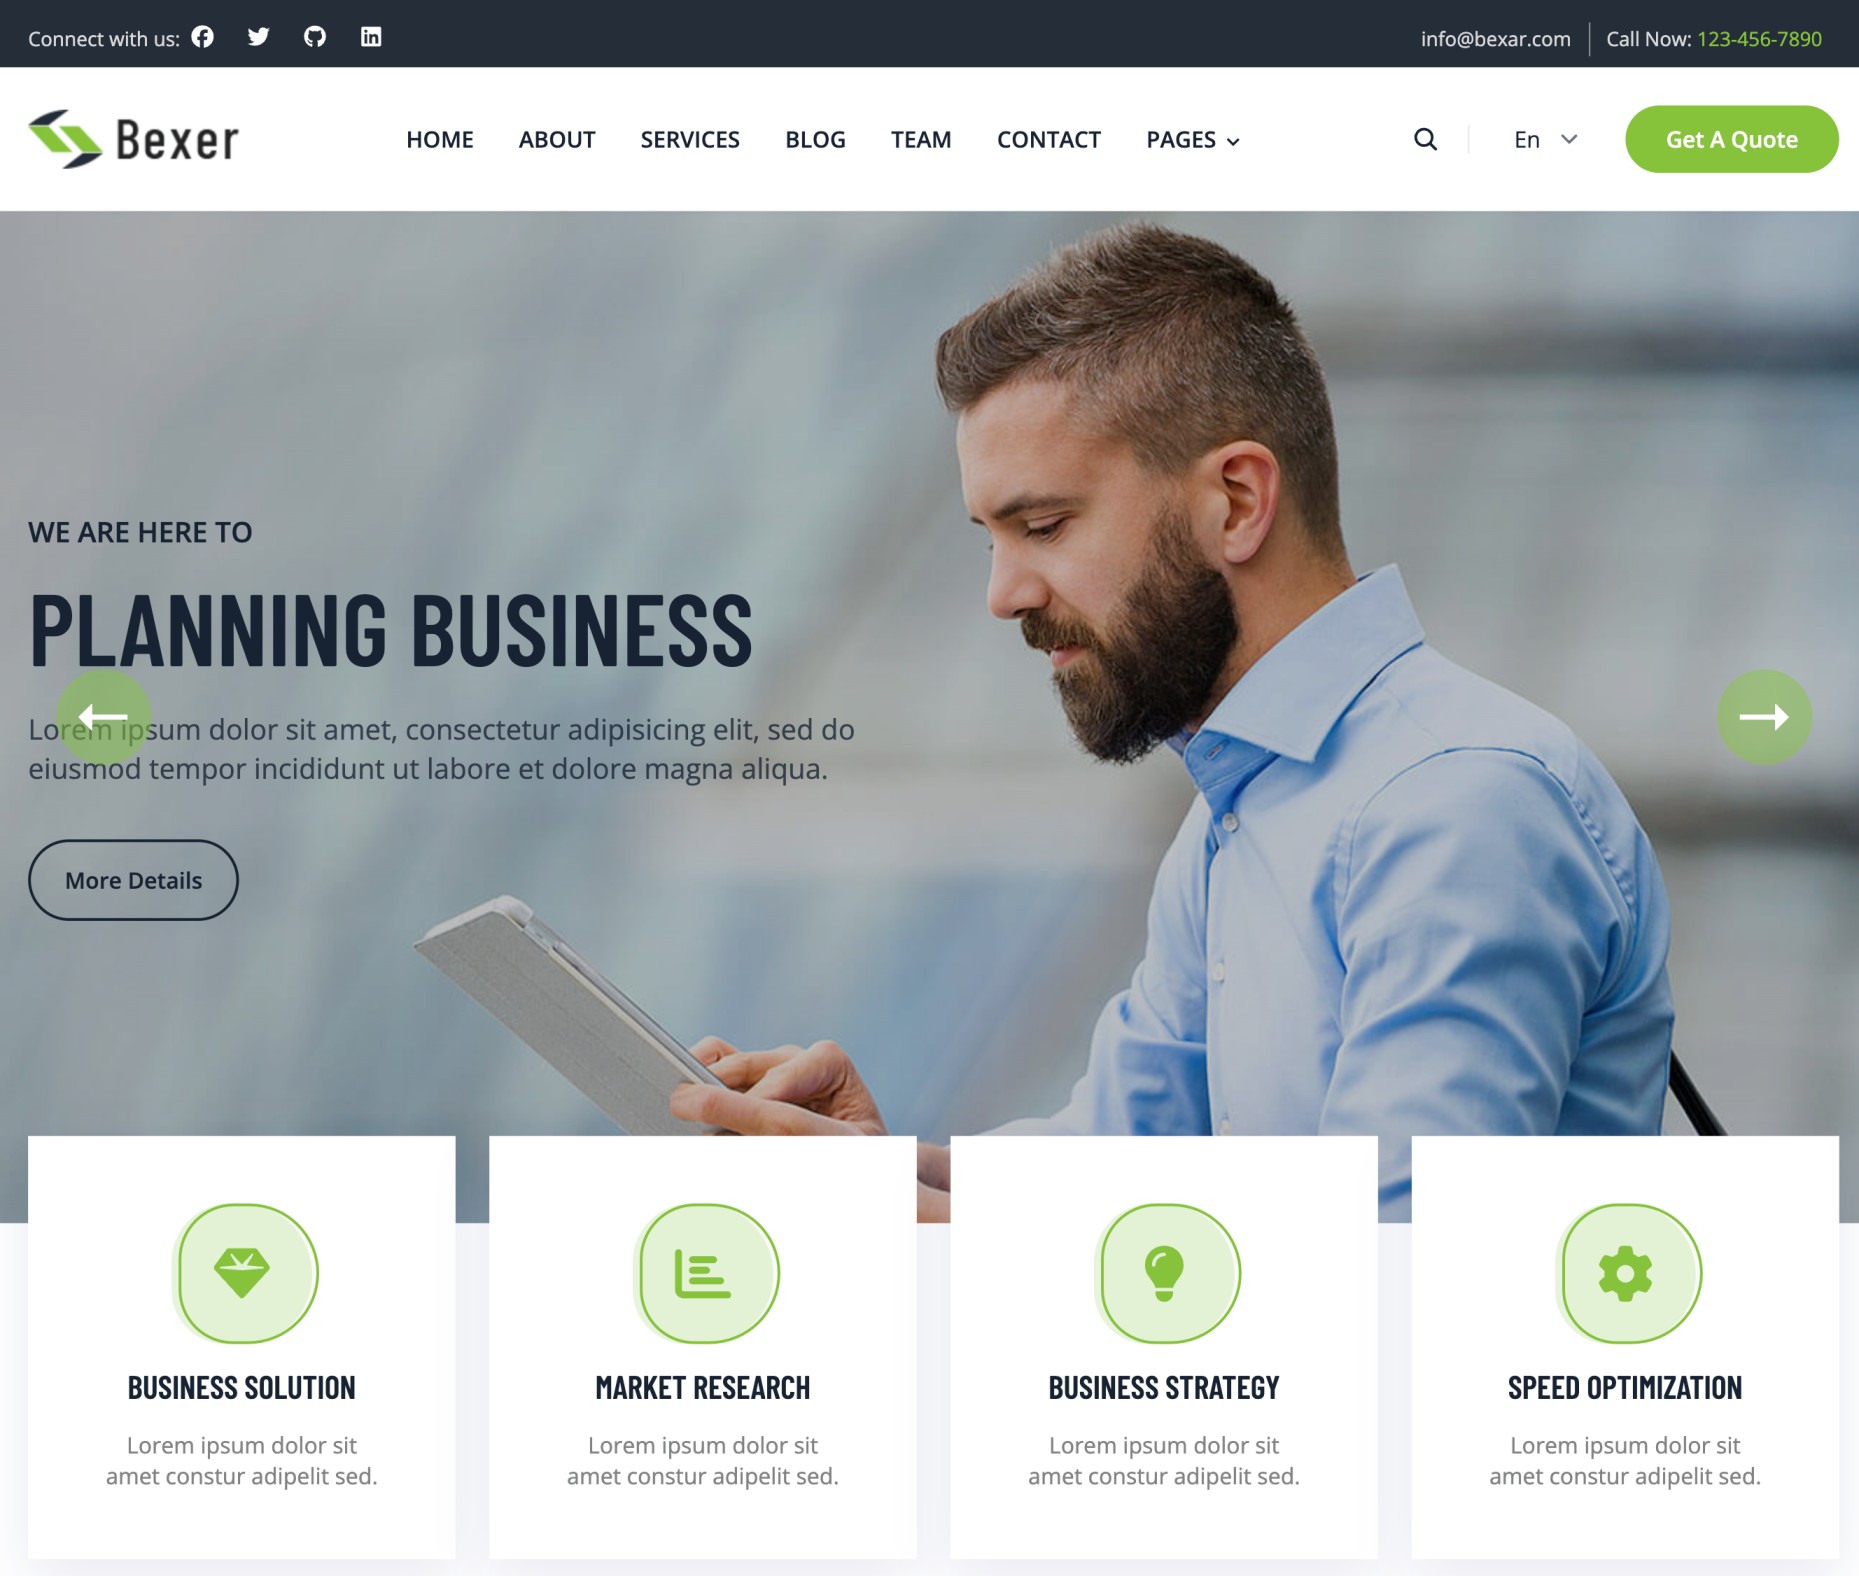 Connect with us:
info@bexar.com
Call Now: 123-456-7890
Bexer
HOME
ABOUT
SERVICES
BLOG
TEAM
CONTACT
PAGES
En
Get A Quote
WE ARE HERE TO
PLANNING BUSINESS
Lorem ipsum dolor sit amet, consectetur adipisicing elit, sed do
eiusmod tempor incididunt ut labore et dolore magna aliqua.
More Details
BUSINESS SOLUTION
Lorem ipsum dolor sit
amet constur adipelit sed.
MARKET RESEARCH
Lorem ipsum dolor sit
amet constur adipelit sed.
BUSINESS STRATEGY
Lorem ipsum dolor sit
amet constur adipelit sed.
SPEED OPTIMIZATION
Lorem ipsum dolor sit
amet constur adipelit sed.